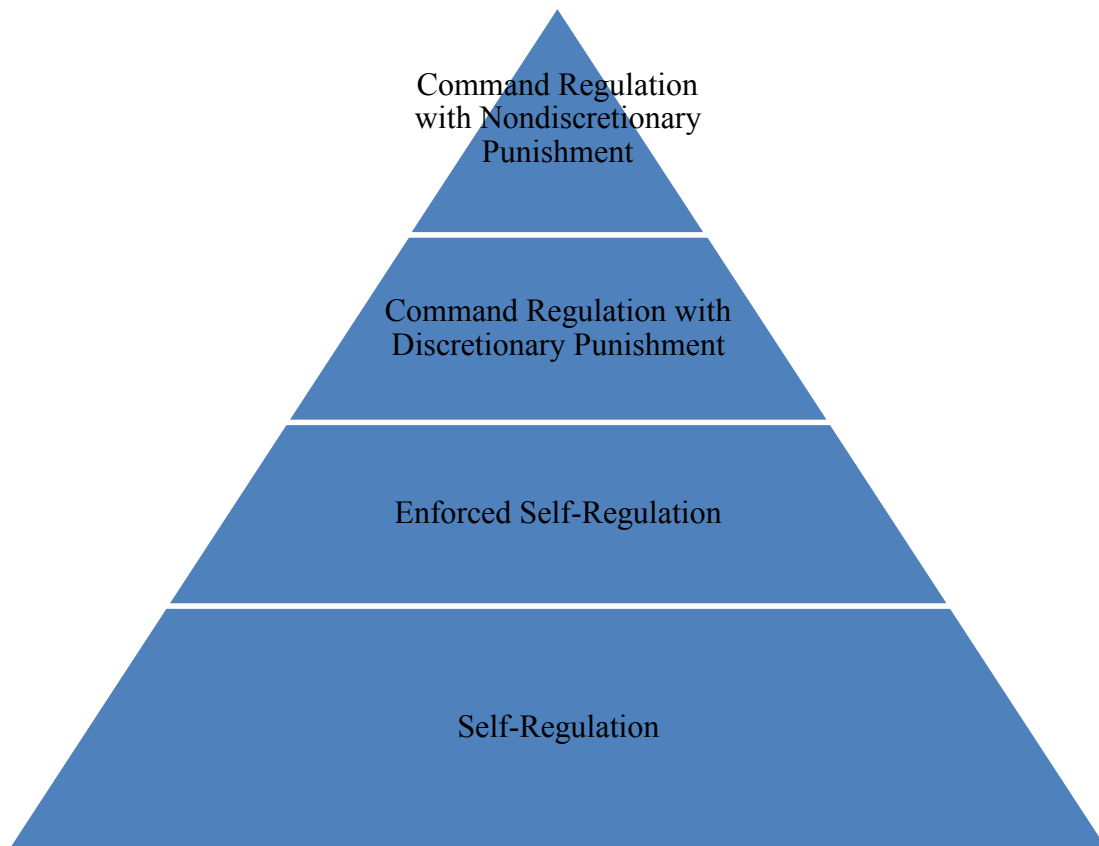 Command Regulation
with Nondiscretionary
Punishment
Command Regulation with
Discretionary Punishment
Enforced Self-Regulation
Self-Regulation